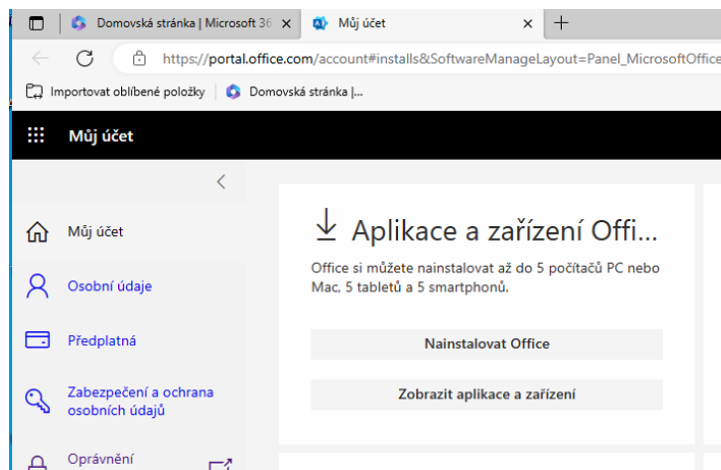 Domovská stránka | Microsoft 36
Můj účet
https://portal.office.com/account#installs&SoftwareManageLayout=Panel_MicrosoftOffice
Importovat oblíbené položky
Domovská stránka |...
Můj účet
Můj účet
Osobní údaje
Předplatná
Zabezpečení a ochrana
osobních údajů
Oprávnění
Aplikace a zařízení Offi...
Office si můžete nainstalovat až do 5 počítačů PC nebo
Mac, 5 tabletů a 5 smartphonů.
Nainstalovat Office
Zobrazit aplikace a zařízení